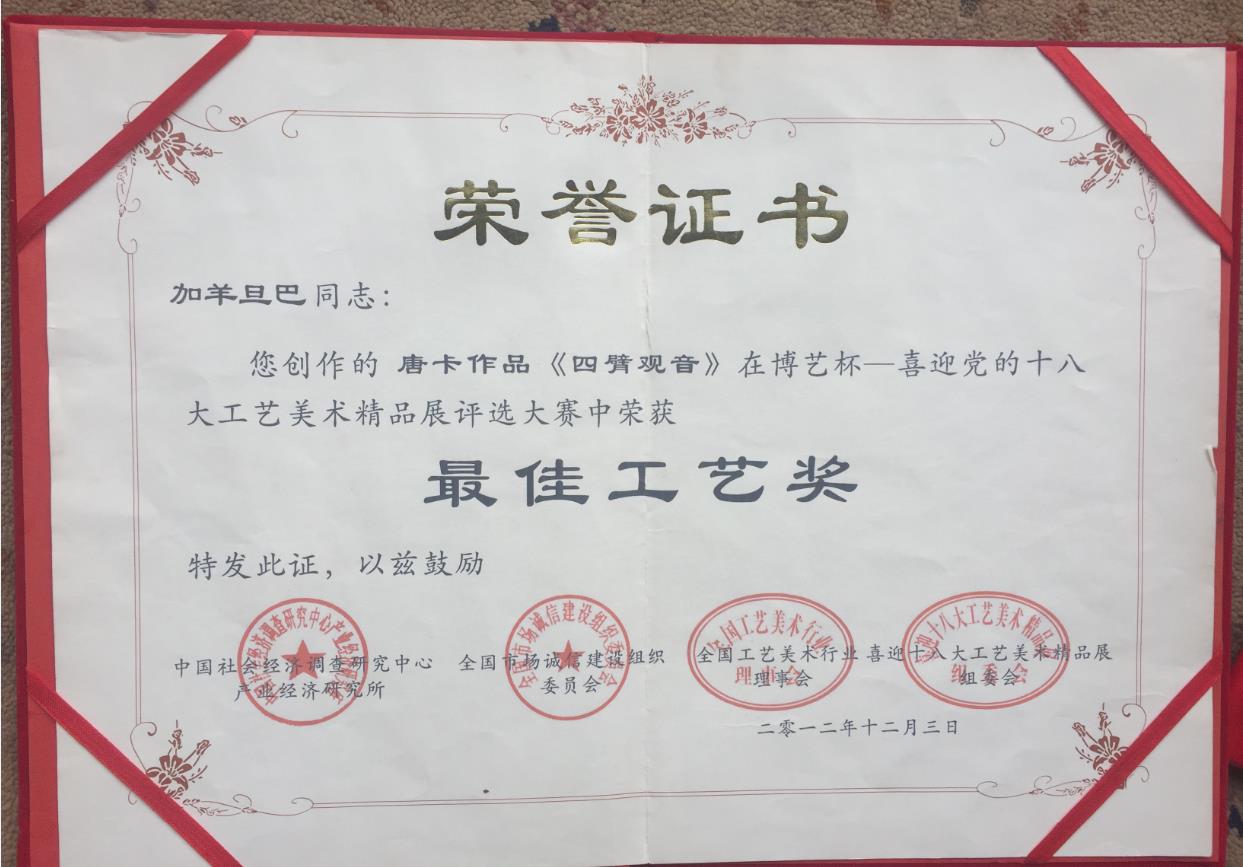 荣誉证书
加羊旦巴同志：
您创作的 唐卡作品《四臂观音》在博艺杯—喜迎党的十八
大工艺美术精品展评选大赛中荣获
最佳工艺奖
特发此证，以兹鼓励
中国社会经济调查研究中心
产业经济研究所
全国市场诚信建设组织
委员会
全国工艺美术行业
理事会
喜迎十八大工艺美术精品展
组委会
二零一二年十二月三日